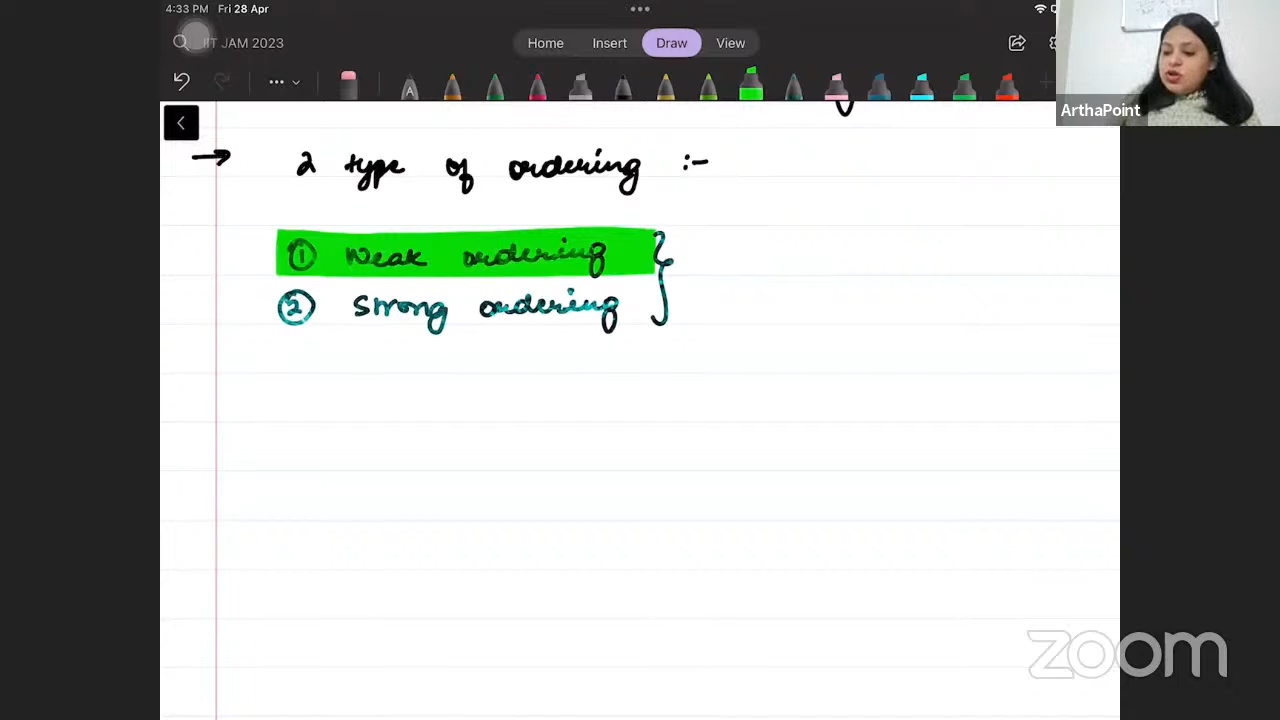 4:33 PM Fri 28 Apr
IIT JAM 2023
Home Insert Draw View
A
ArthaPoint
→ 2 type of ordering :-
① Weak ordering
② Strong ordering
zoom